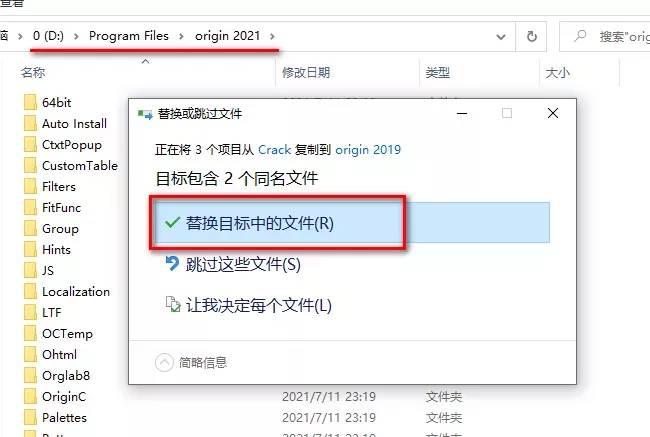 查看
脑 › 0 (D:) › Program Files › origin 2021 ›
搜索"orig
名称 修改日期 类型 大小
64bit
Auto Install
CtxtPopup
CustomTable
Filters
FitFunc
Group
Hints
JS
Localization
LTF
OCTemp
Ohtml
Orglab8
OriginC 2021/7/11 23:19 文件夹
Palettes 2021/7/11 23:19 文件夹
替换或跳过文件
正在将 3 个项目从 Crack 复制到 origin 2019
目标包含 2 个同名文件
替换目标中的文件(R)
跳过这些文件(S)
让我决定每个文件(L)
简略信息